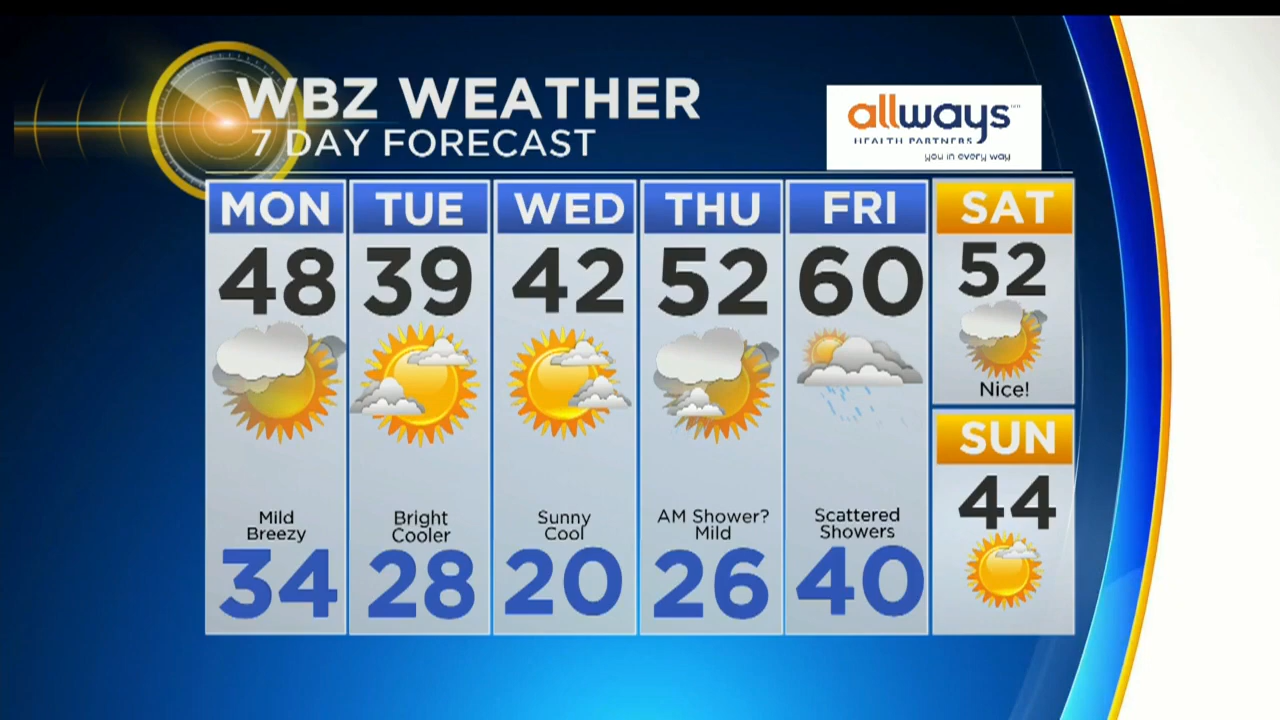 WBZ WEATHER
7 DAY FORECAST
allways
HEALTH PARTNERS
you in every way
MON
48
Mild
Breezy
34
TUE
39
Bright
Cooler
28
WED
42
Sunny
Cool
20
THU
52
AM Shower?
Mild
26
FRI
60
Scattered
Showers
40
SAT
52
Nice!
SUN
44